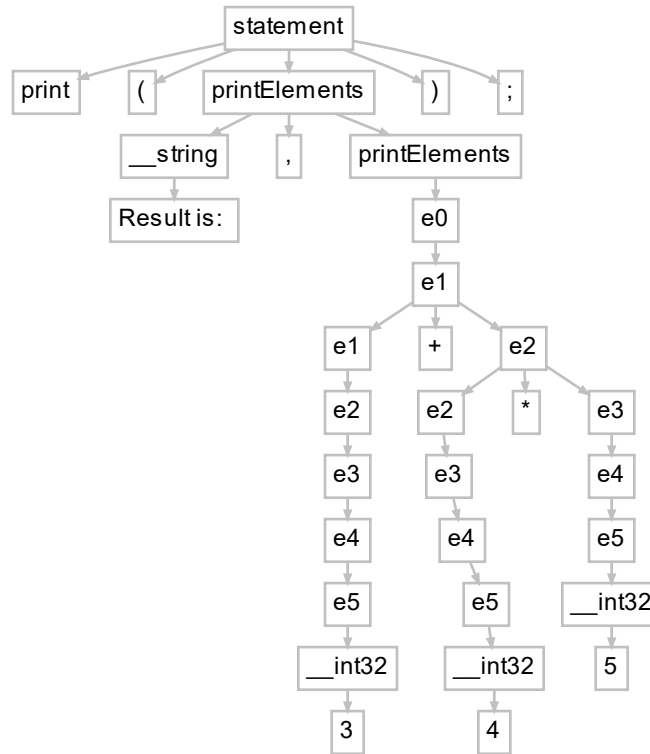 statement
print ( printElements ) ;
__string , printElements
Result is: e0
e1
e1 + e2
e2 e2 * e3
e3 e3 e4
e4 e4 e5
e5 e5 __int32
__int32 __int32 5
3 4